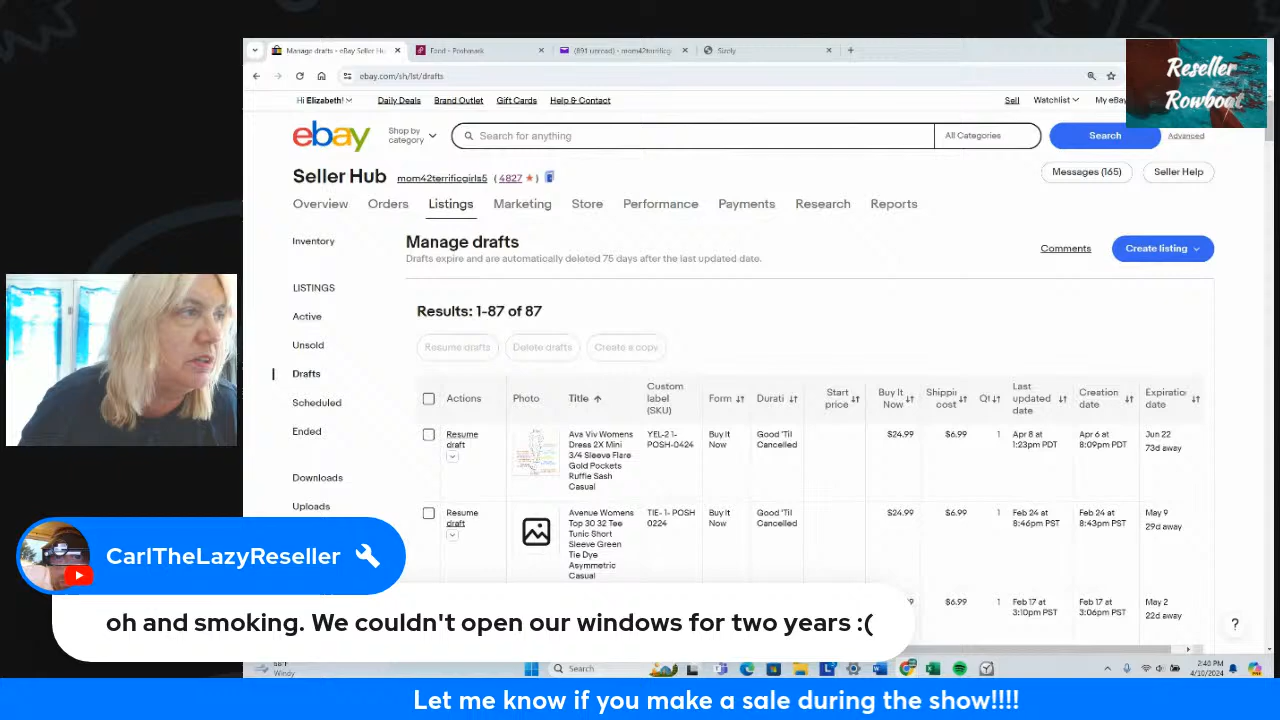 Manage drafts - eBay Seller Hu
Food - Poshmark
(891 unread) - mom42terrificgi
Sizely
ebay.com/sh/lst/drafts
Reseller
Rowboat
Hi Elizabeth!
Daily Deals
Brand Outlet
Gift Cards
Help & Contact
Sell
Watchlist
My eBay
ebay
Shop by
category
Search for anything
All Categories
Search
Advanced
Seller Hub
mom42terrificgirls5
(4827 )
Messages (165)
Seller Help
Overview
Orders
Listings
Marketing
Store
Performance
Payments
Research
Reports
Inventory
LISTINGS
Active
Unsold
Drafts
Scheduled
Ended
Downloads
Uploads
Manage drafts
Drafts expire and are automatically deleted 75 days after the last updated date.
Comments
Create listing
Results: 1-87 of 87
Resume drafts
Delete drafts
Create a copy
Actions
Photo
Title
Custom
label
(SKU)
Form
Durati
Start
price
Buy It
Now
Shippi
cost
Qt
Last
updated
date
Creation
date
Expiratio
date
Resume
draft
Ava Viv Womens
Dress 2X Mini
3/4 Sleeve Flare
Gold Pockets
Ruffle Sash
Casual
YEL-2 1-
POSH-0424
Buy It
Now
Good 'Til
Cancelled
$24.99
$6.99
1
Apr 8 at
1:23pm PDT
Apr 6 at
8:09pm PDT
Jun 22
73d away
Resume
draft
Avenue Womens
Top 30 32 Tee
Tunic Short
Sleeve Green
Tie Dye
Asymmetric
Casual
TIE- 1- POSH
0224
Buy It
Now
Good 'Til
Cancelled
$24.99
$6.99
1
Feb 24 at
8:46pm PST
Feb 24 at
8:43pm PST
May 9
29d away
$6.99
1
Feb 17 at
3:10pm PST
Feb 17 at
3:06pm PST
May 2
22d away
?
CarlTheLazyReseller
oh and smoking. We couldn't open our windows for two years :(
Windy
Search
2:40 PM
4/10/2024
Let me know if you make a sale during the show!!!!